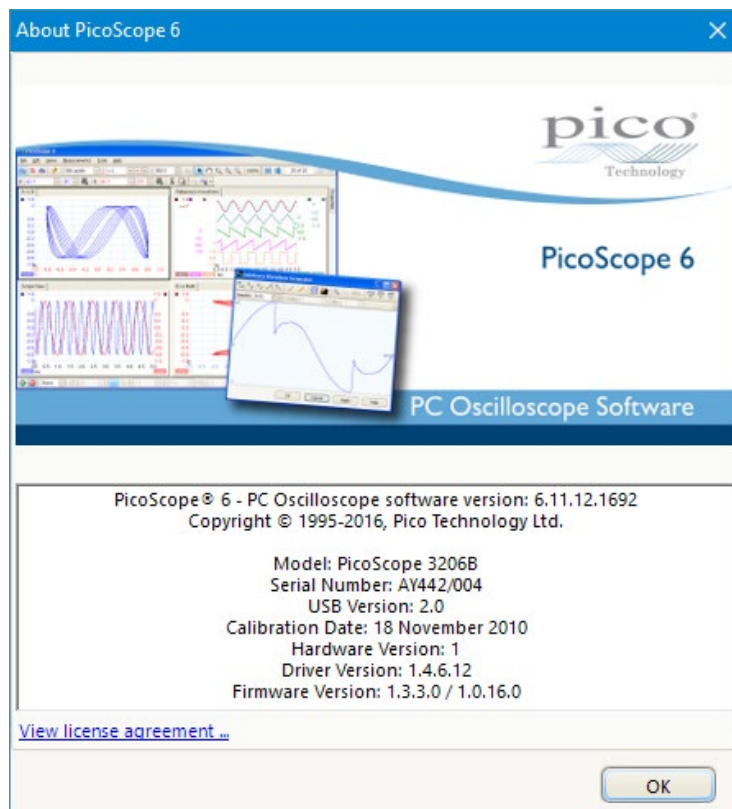 About PicoScope 6
pico
Technology
PicoScope 6
PC Oscilloscope Software
PicoScope® 6 - PC Oscilloscope software version: 6.11.12.1692
Copyright © 1995-2016, Pico Technology Ltd.
Model: PicoScope 3206B
Serial Number: AY442/004
USB Version: 2.0
Calibration Date: 18 November 2010
Hardware Version: 1
Driver Version: 1.4.6.12
Firmware Version: 1.3.3.0 / 1.0.16.0
View license agreement ...
OK